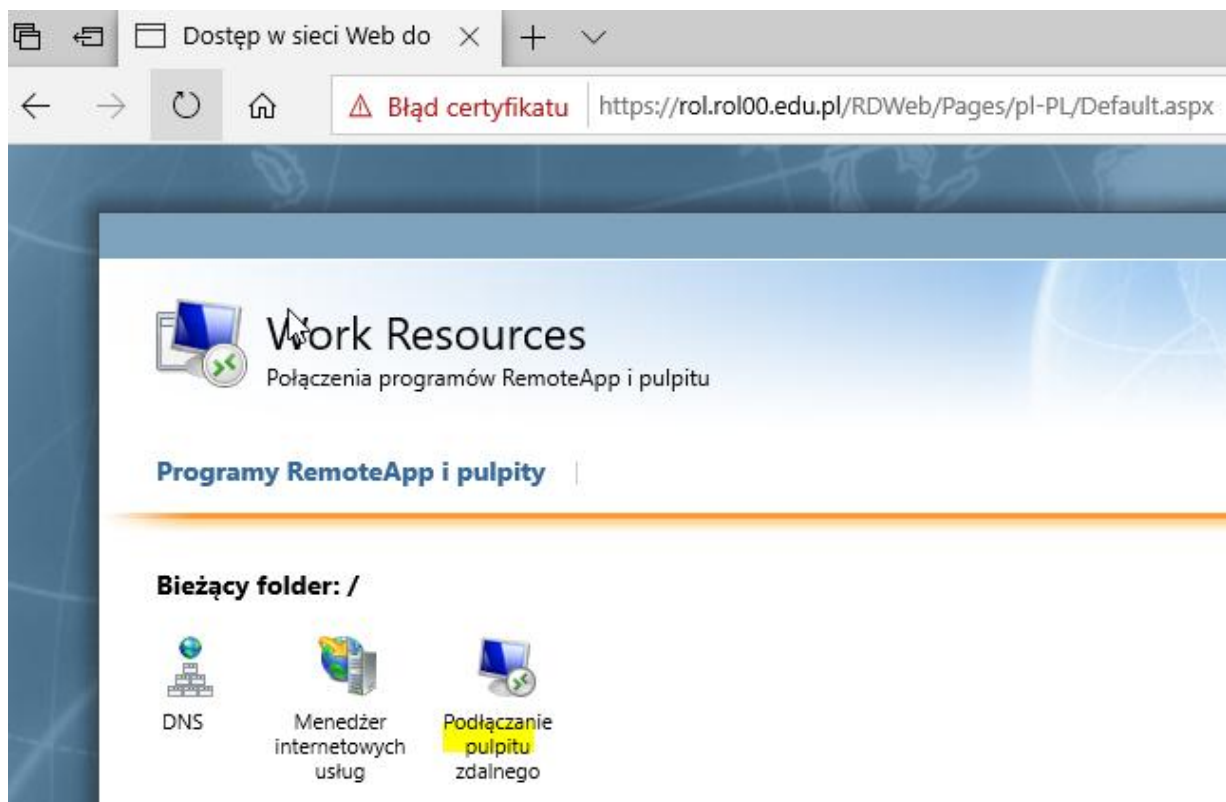 Dostęp w sieci Web do
Błąd certyfikatu https://rol.rol00.edu.pl/RDWeb/Pages/pl-PL/Default.aspx
Work Resources
Połączenia programów RemoteApp i pulpitu
Programy RemoteApp i pulpity
Bieżący folder: /
DNS
Menedżer
internetowych
usług
Podłączanie
pulpitu
zdalnego